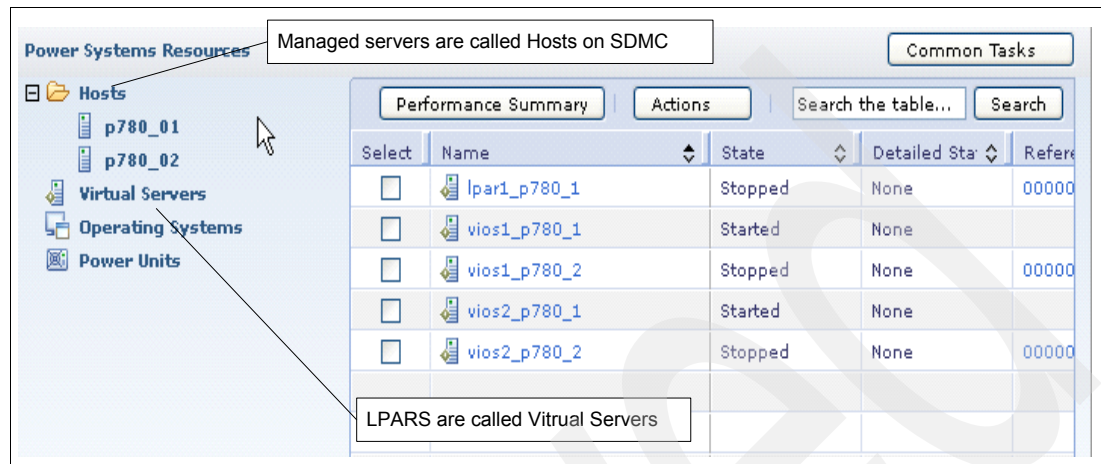 Managed servers are called Hosts on SDMC
Power Systems Resources
Common Tasks
Hosts
p780_01
p780_02
Virtual Servers
Operating Systems
Power Units
Performance Summary
Actions
Search the table...
Search
Select Name State Detailed Sta Refere
lpar1_p780_1 Stopped None 00000
vios1_p780_1 Started None
vios1_p780_2 Stopped None 00000
vios2_p780_1 Started None
vios2_p780_2 Stopped None 00000
LPARS are called Vitrual Servers